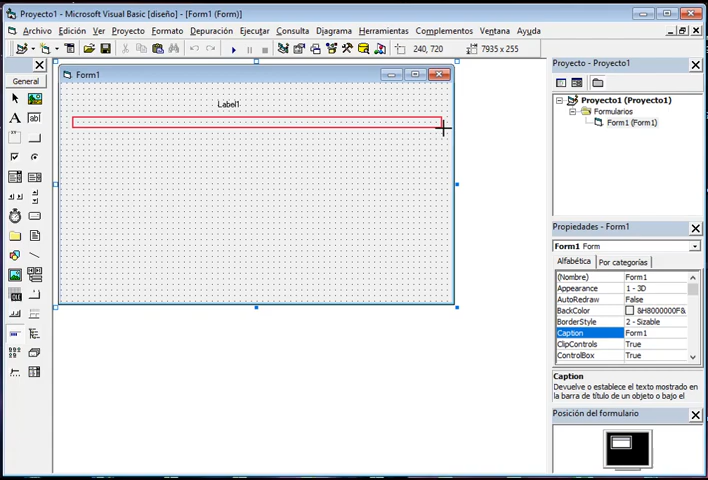 Proyecto1 - Microsoft Visual Basic [diseño] - [Form1 (Form)]
Archivo Edición Ver Proyecto Formato Depuración Ejecutar Consulta Diagrama Herramientas Complementos Ventana Ayuda
240, 720
7935 x 255
General
A
ab|
OLE
Form1
Label1
Proyecto - Proyecto1
Proyecto1 (Proyecto1)
Formularios
Form1 (Form1)
Propiedades - Form1
Form1 Form
Alfabética Por categorías
(Nombre) Form1
Appearance 1 - 3D
AutoRedraw False
BackColor &H8000000F&
BorderStyle 2 - Sizable
Caption Form1
ClipControls True
ControlBox True
Caption
Devuelve o establece el texto mostrado en
la barra de título de un objeto o bajo el
Posición del formulario